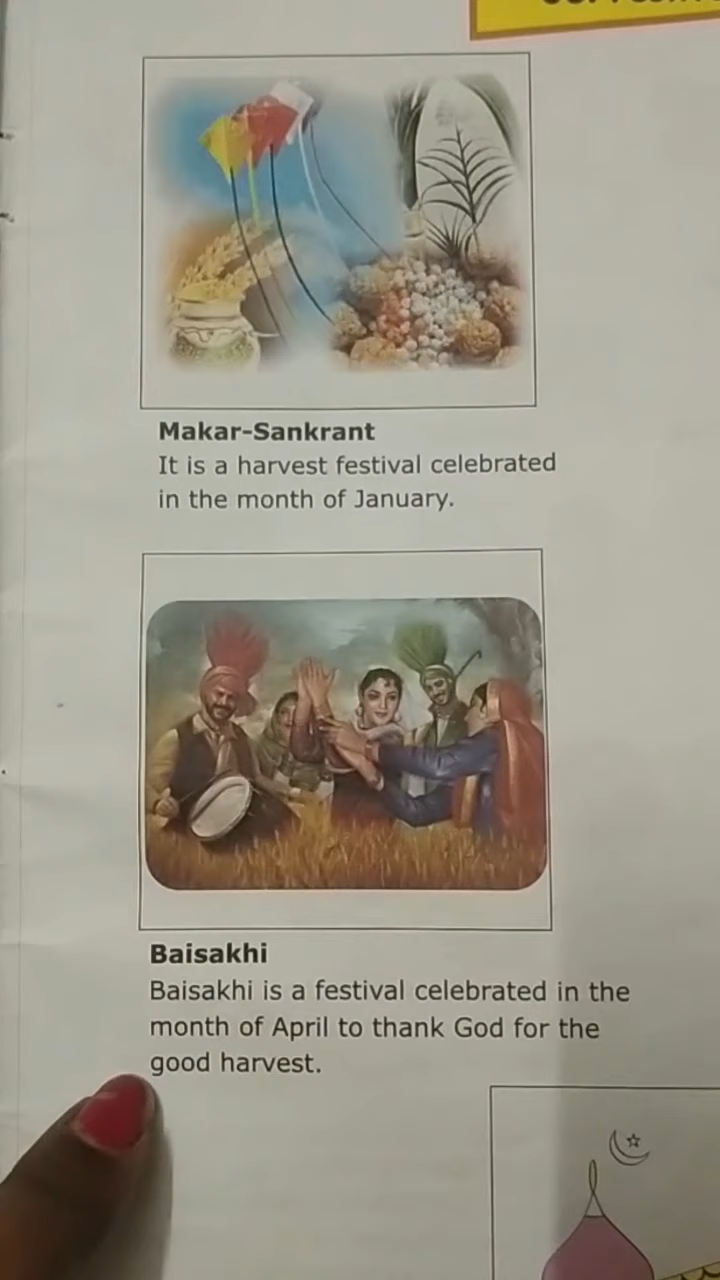 Makar-Sankrant
It is a harvest festival celebrated
in the month of January.
Baisakhi
Baisakhi is a festival celebrated in the
month of April to thank God for the
good harvest.